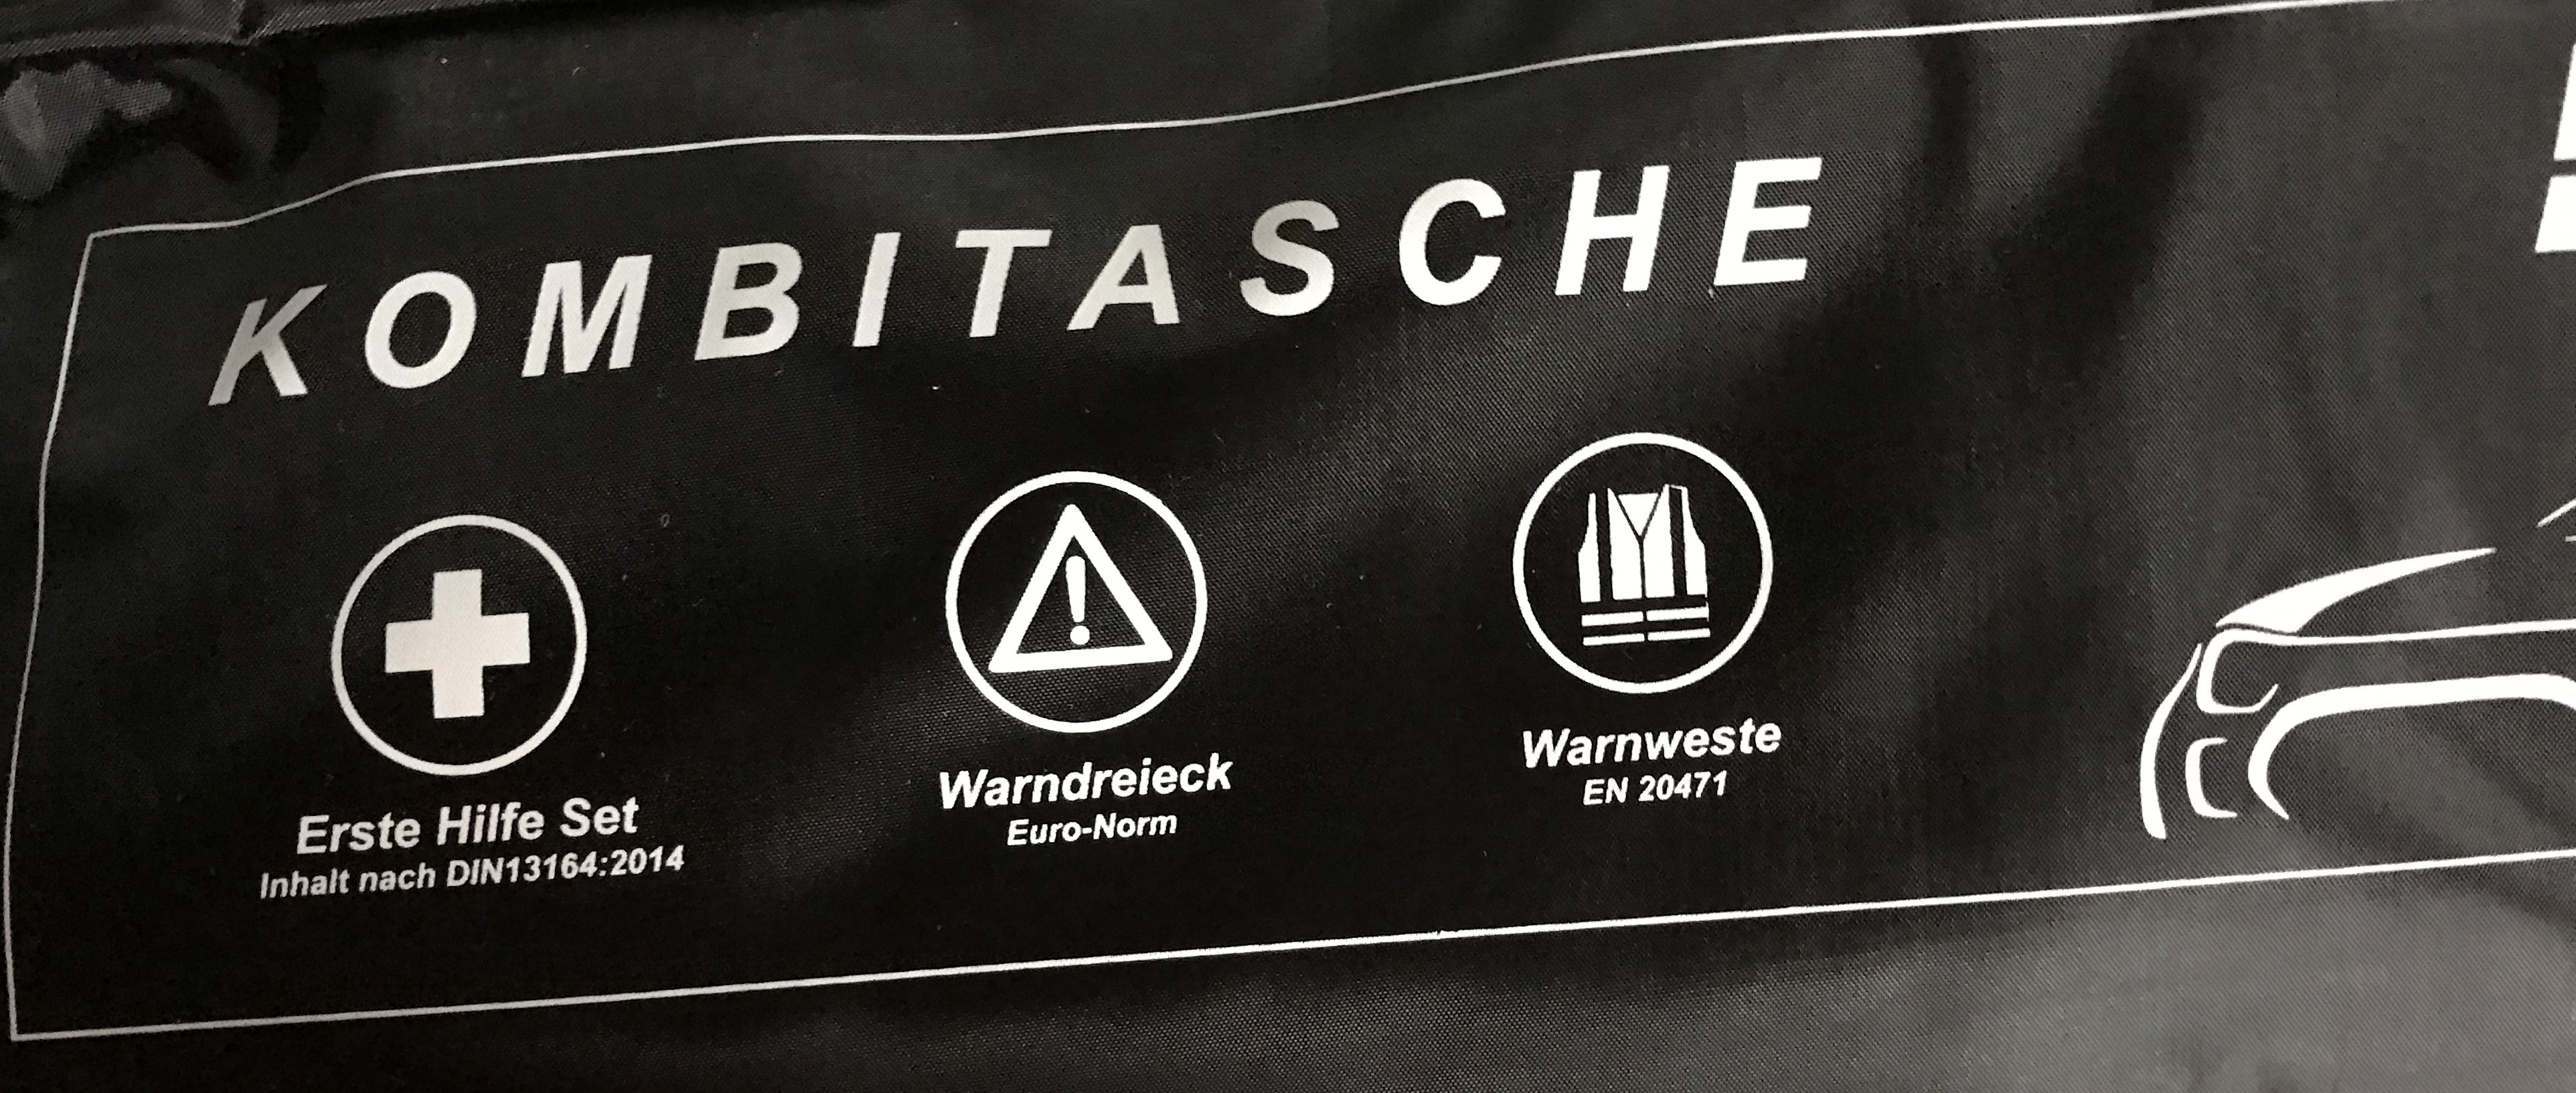 KOMBITASCHE
Erste Hilfe Set
Inhalt nach DIN13164:2014
Warndreieck
Euro-Norm
Warnweste
EN 20471